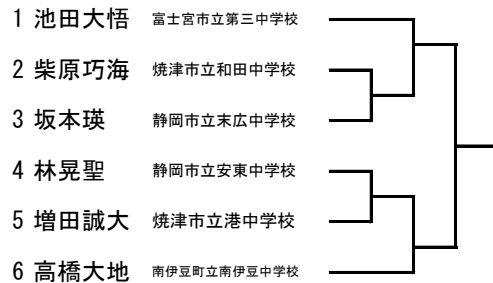 1 池田大悟 富士宮市立第三中学校
2 柴原巧海 焼津市立和田中学校
3 坂本瑛 静岡市立末広中学校
4 林晃聖 静岡市立安東中学校
5 増田誠大 焼津市立港中学校
6 高橋大地 南伊豆町立南伊豆中学校